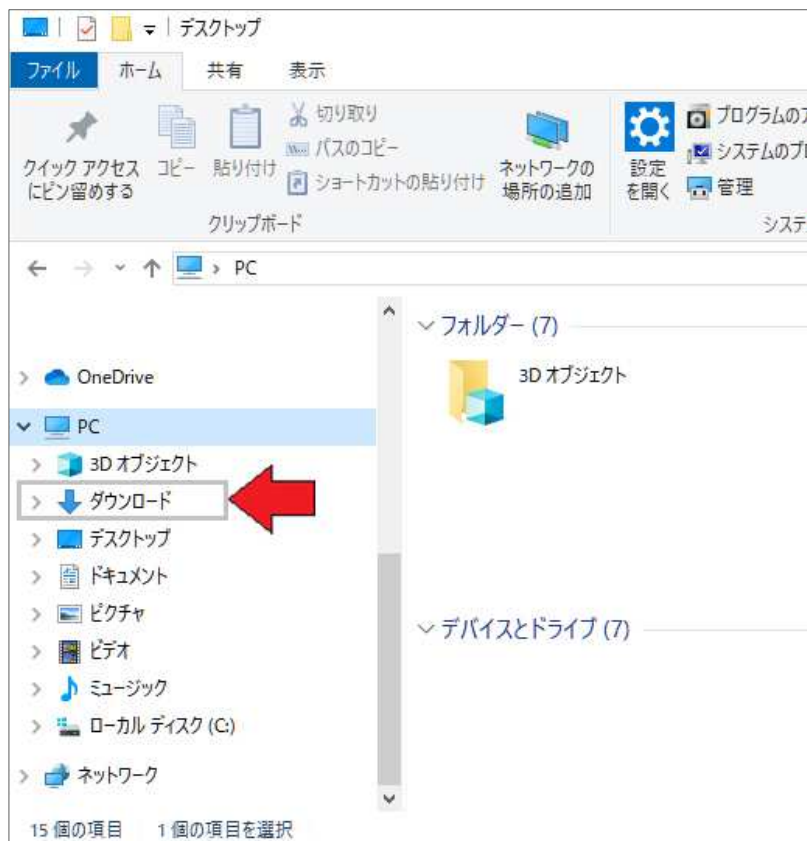 デスクトップ
ファイル ホーム 共有 表示
クイック アクセス
にピン留めする
コピー
貼り付け
切り取り
パスのコピー
ショートカットの貼り付け
クリップボード
ネットワークの
場所の追加
設定
を開く
プログラムの
システムのプロ
管理
システ
PC
OneDrive
PC
3D オブジェクト
ダウンロード
デスクトップ
ドキュメント
ピクチャ
ビデオ
ミュージック
ローカル ディスク (C:)
ネットワーク
フォルダー (7)
3D オブジェクト
デバイスとドライブ (7)
15 個の項目 1 個の項目を選択